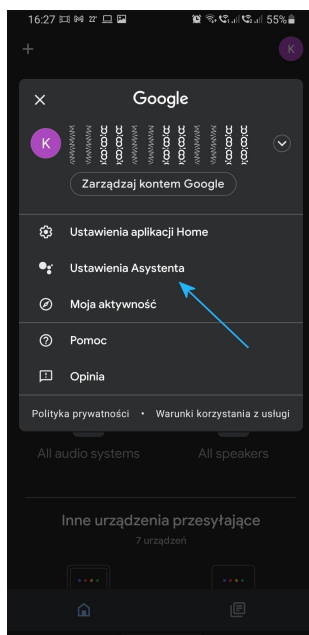 16:27 22° 55%
K
Google
K
Zarządzaj kontem Google
Ustawienia aplikacji Home
Ustawienia Asystenta
Moja aktywność
Pomoc
Opinia
Polityka prywatności • Warunki korzystania z usługi
All audio systems All speakers
Inne urządzenia przesyłające
7 urządzeń